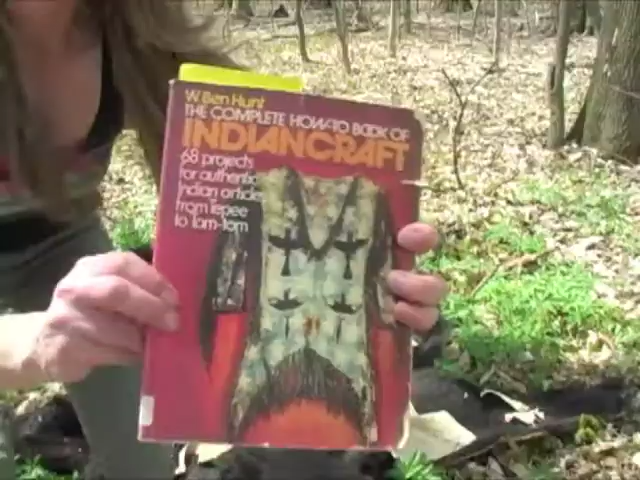 W. Ben Hunt
THE COMPLETE HOW-TO BOOK OF
INDIANCRAFT
68 projects
for authentic
Indian articles
from tepee
to tom-tom